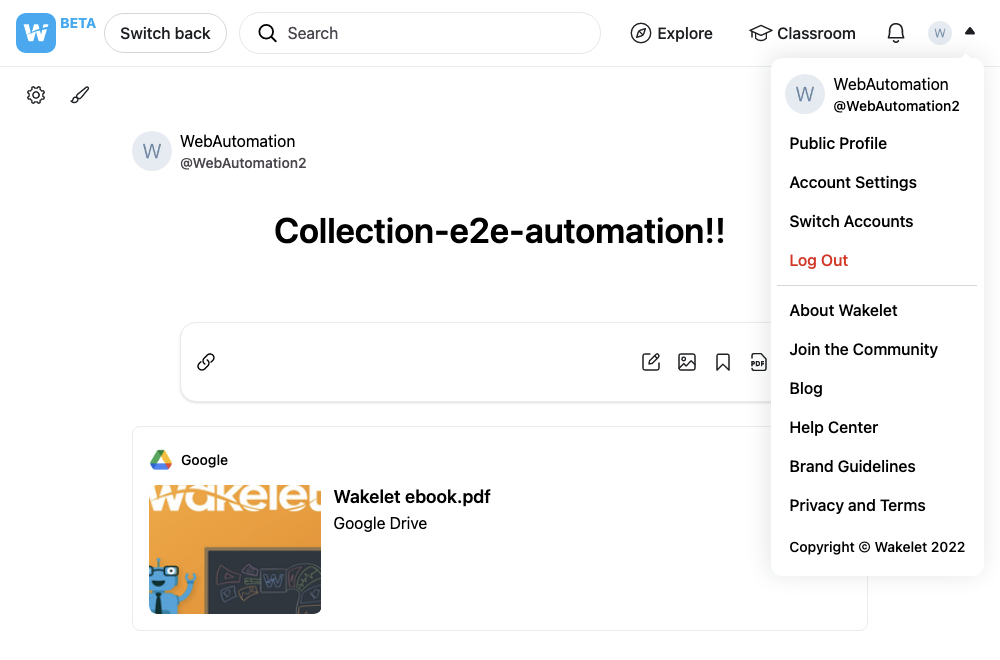 W BETA
Switch back
Search
Explore
Classroom
W
W
WebAutomation
@WebAutomation2
Public Profile
Account Settings
Switch Accounts
Log Out
About Wakelet
Join the Community
Blog
Help Center
Brand Guidelines
Privacy and Terms
Copyright © Wakelet 2022
W
WebAutomation
@WebAutomation2
Collection-e2e-automation!!
PDF
Google
wakelet
W
Wakelet ebook.pdf
Google Drive